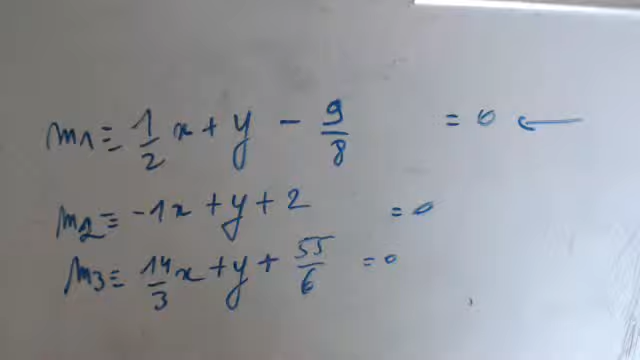 m1 ≡ 1/2 x + y - 9/8 = 0 ←
m2 ≡ -1x + y + 2 = 0
m3 ≡ 14/3 x + y + 55/6 = 0